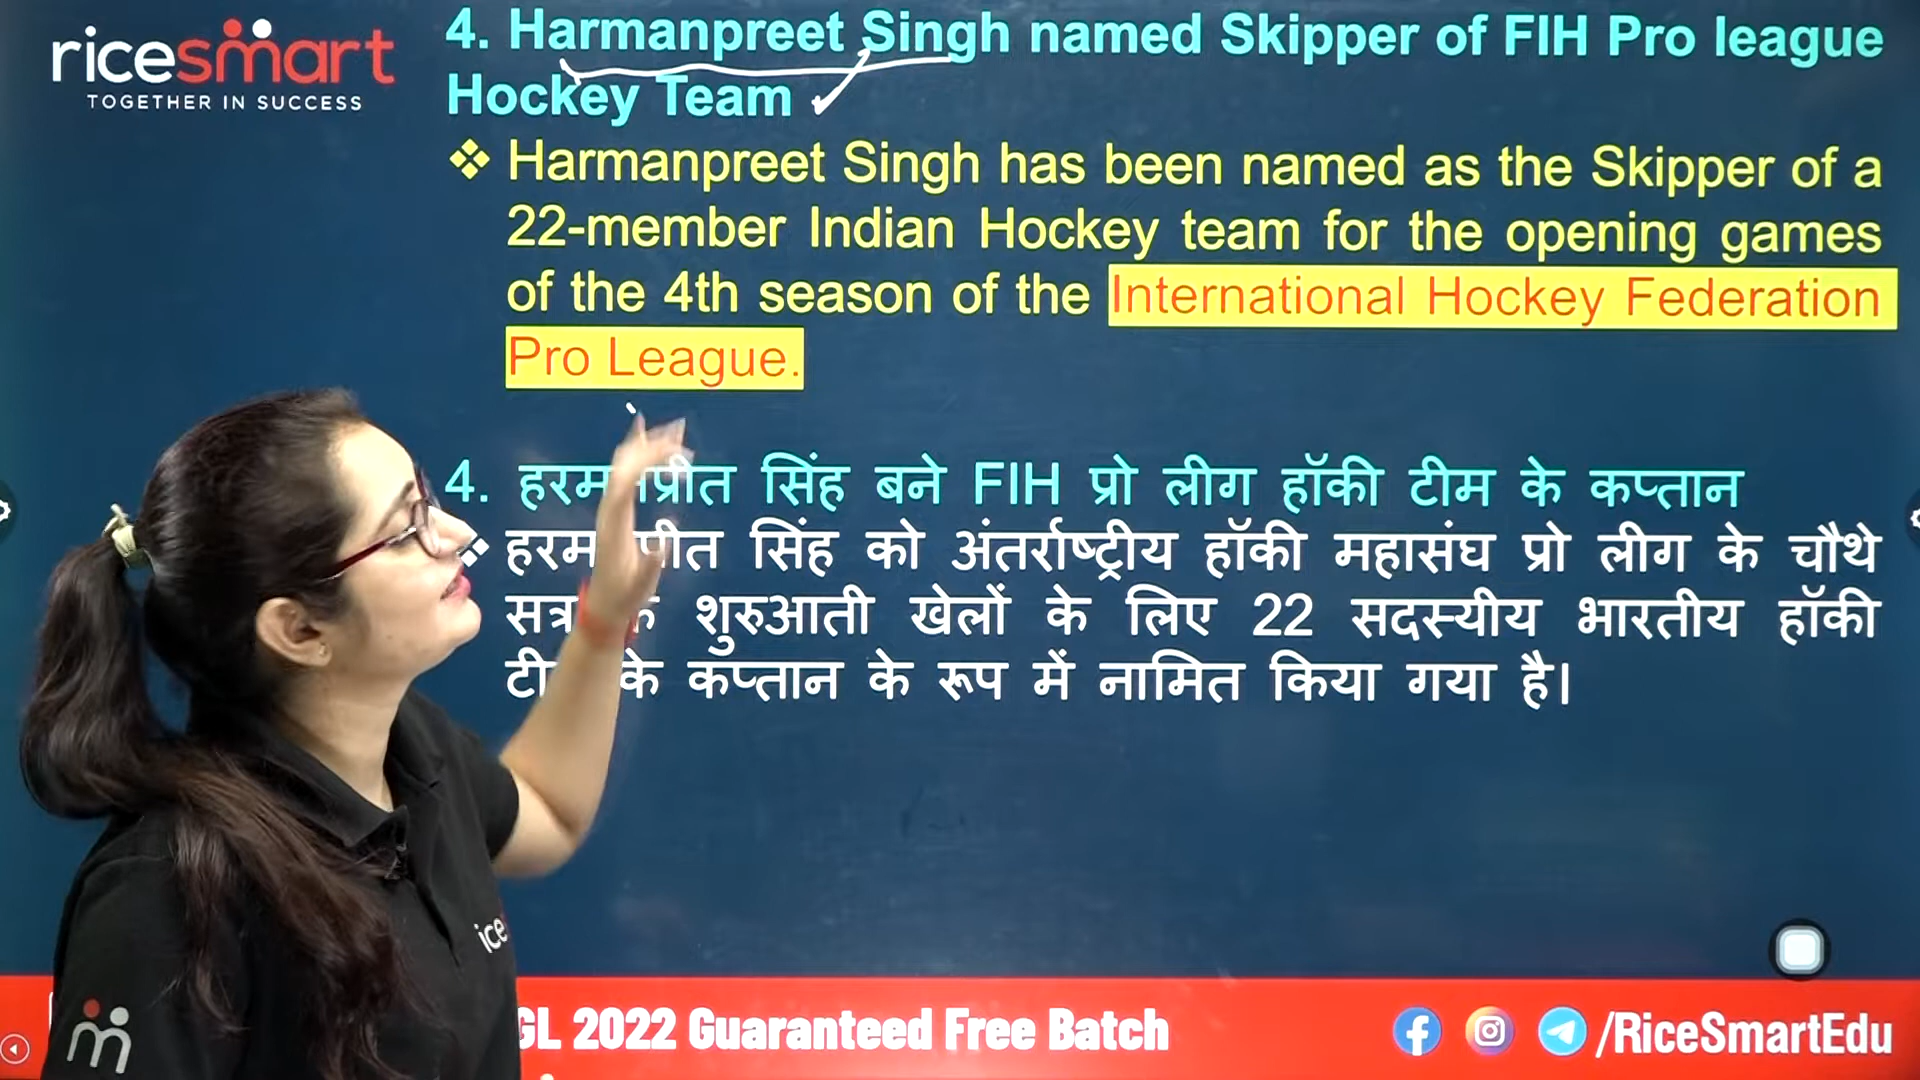 ricesmart
TOGETHER IN SUCCESS
4. Harmanpreet Singh named Skipper of FIH Pro league
Hockey Team
❖ Harmanpreet Singh has been named as the Skipper of a
22-member Indian Hockey team for the opening games
of the 4th season of the International Hockey Federation
Pro League.
4. हरमनप्रीत सिंह बने FIH प्रो लीग हॉकी टीम के कप्तान
❖ सिंह को अंतर्राष्ट्रीय हॉकी महासंघ प्रो लीग के चौथे
सत्र के शुरुआती खेलों के लिए 22 सदस्यीय भारतीय हॉकी
के कप्तान के रूप में नामित किया गया है।
ice
GL 2022 Guaranteed Free Batch
/RiceSmartEdu